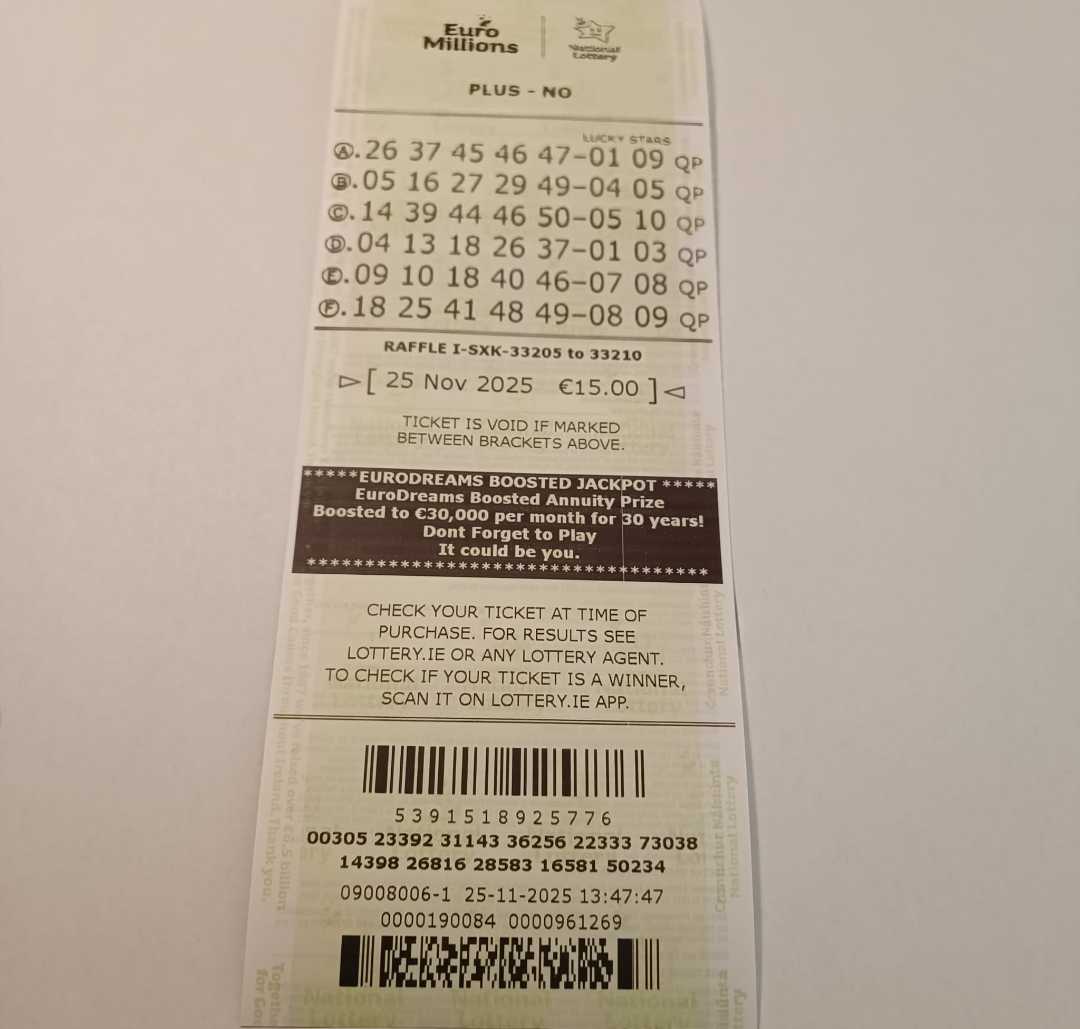 Euro
Millions
National
Lottery
PLUS - NO
LUCKY STARS
Ⓐ.26 37 45 46 47-01 09 QP
Ⓑ.05 16 27 29 49-04 05 QP
Ⓒ.14 39 44 46 50-05 10 QP
Ⓓ.04 13 18 26 37-01 03 QP
Ⓔ.09 10 18 40 46-07 08 QP
Ⓕ.18 25 41 48 49-08 09 QP
RAFFLE I-SXK-33205 to 33210
▷[ 25 Nov 2025 €15.00 ]◁
TICKET IS VOID IF MARKED
BETWEEN BRACKETS ABOVE.
*****EURODREAMS BOOSTED JACKPOT *****
EuroDreams Boosted Annuity Prize
Boosted to €30,000 per month for 30 years!
Dont Forget to Play
It could be you.
***********************************
CHECK YOUR TICKET AT TIME OF
PURCHASE. FOR RESULTS SEE
LOTTERY.IE OR ANY LOTTERY AGENT.
TO CHECK IF YOUR TICKET IS A WINNER,
SCAN IT ON LOTTERY.IE APP.
5391518925776
00305 23392 31143 36256 22333 73038
14398 26816 28583 16581 50234
09008006-1 25-11-2025 13:47:47
0000190084 0000961269
National National National
Lottery Lottery Lottery